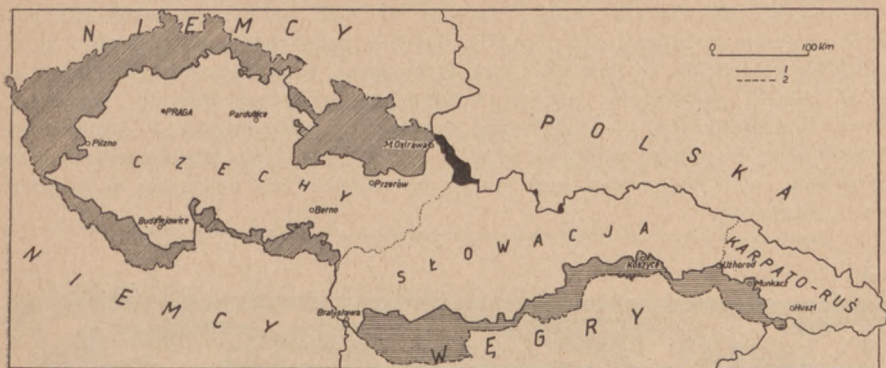 NIEMCY
0 100 Km
1
2
POLSKA
PRAGA
Pardubice
M.Ostrawa
Pilzno
CZECHY
Przerów
Berno
Budziejowice
SŁOWACJA
KARPATO-RUŚ
Koszyce
Użhorod
Munkacz
Huszt
NIEMCY
Bratysława
WĘGRY